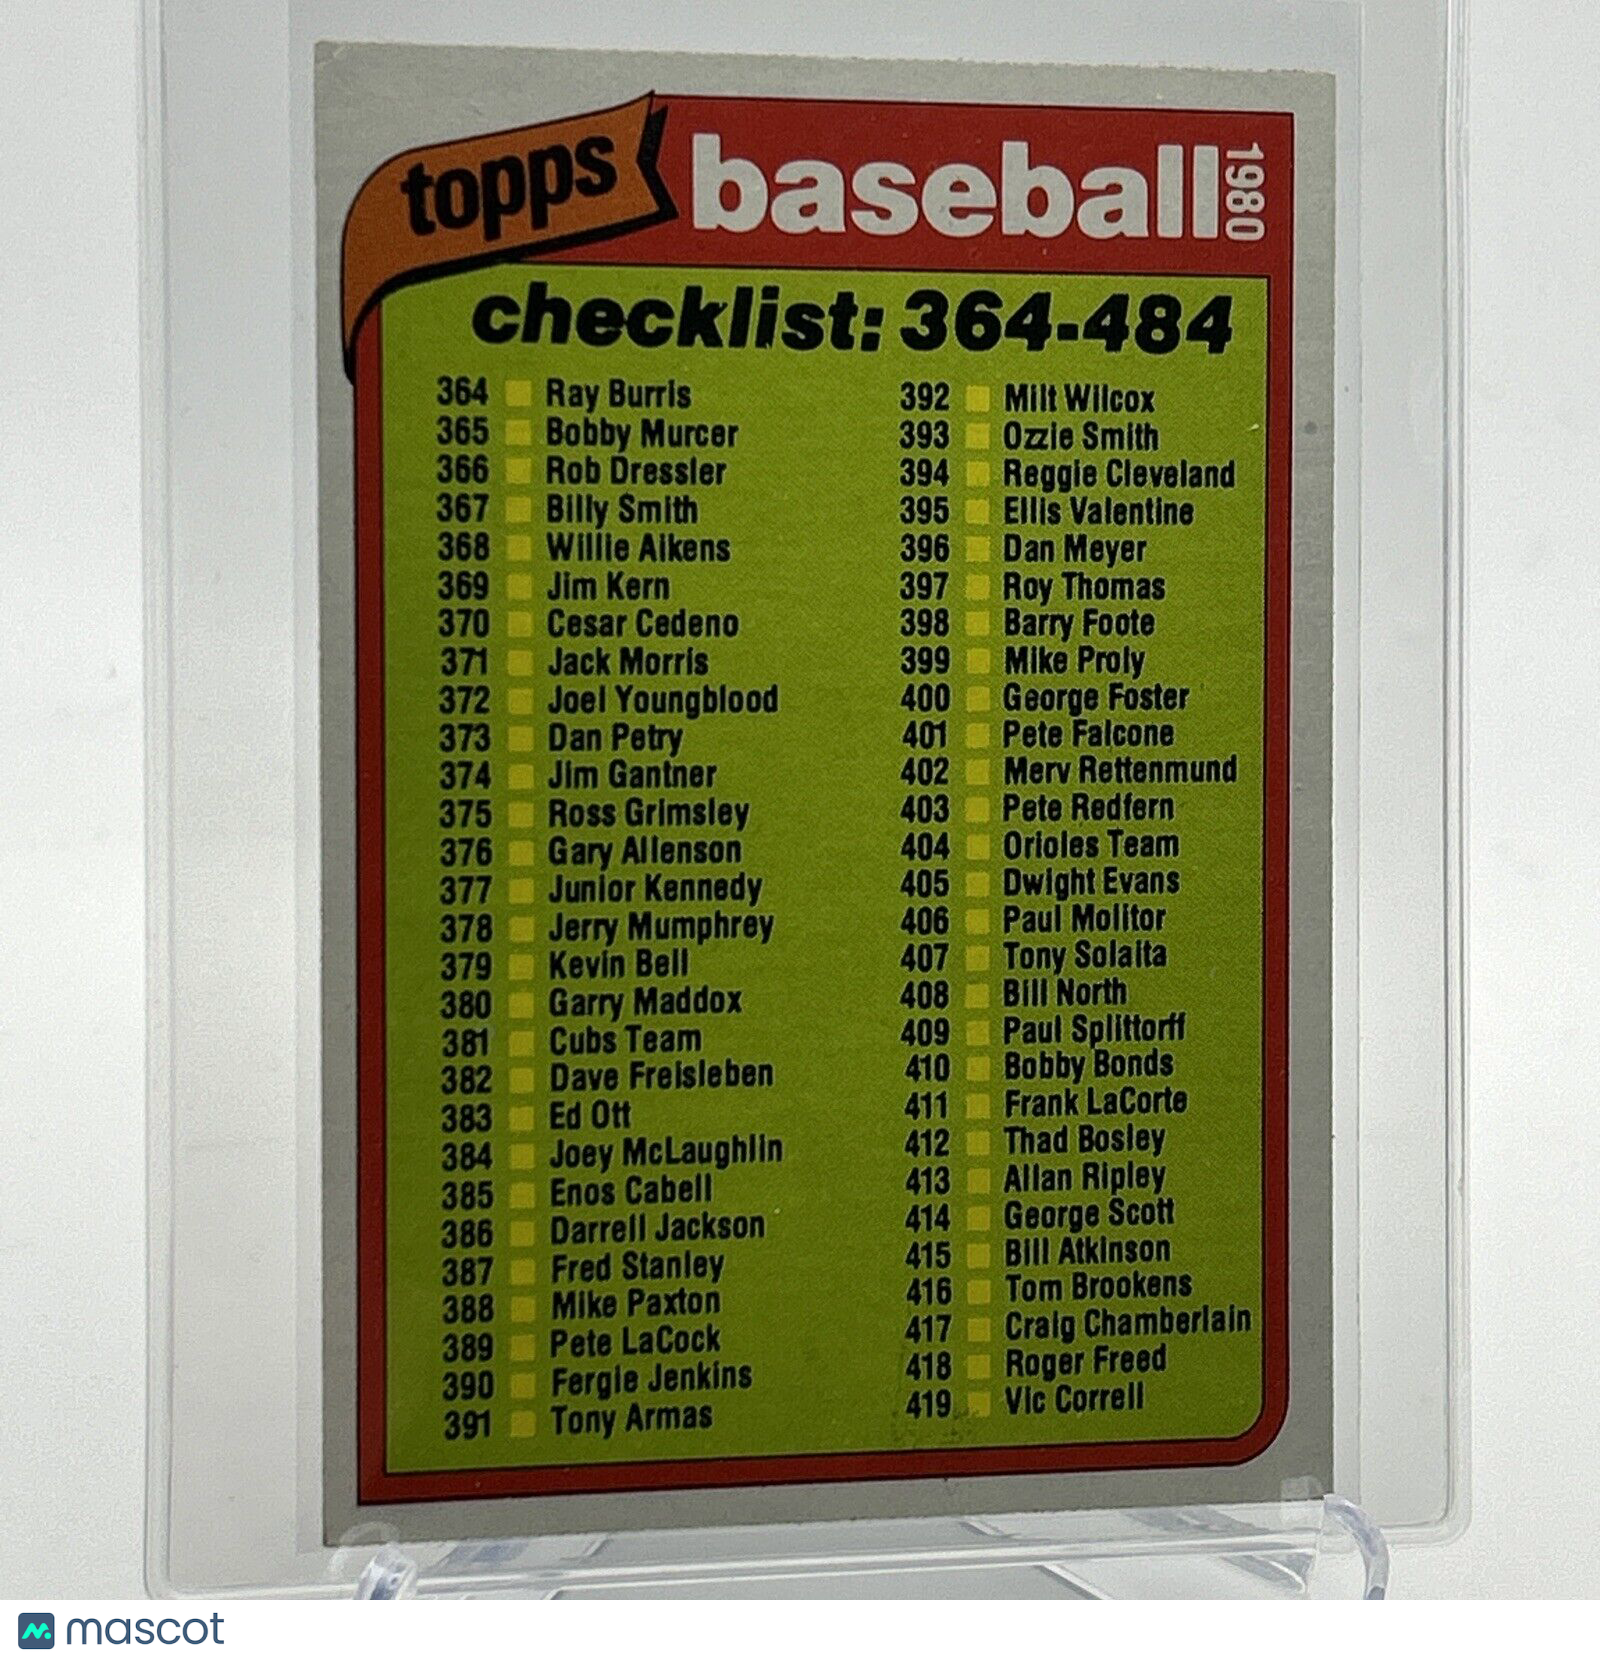 topps
baseball 1980
checklist: 364-484
364 Ray Burris
365 Bobby Murcer
366 Rob Dressler
367 Billy Smith
368 Willie Aikens
369 Jim Kern
370 Cesar Cedeno
371 Jack Morris
372 Joel Youngblood
373 Dan Petry
374 Jim Gantner
375 Ross Grimsley
376 Gary Allenson
377 Junior Kennedy
378 Jerry Mumphrey
379 Kevin Bell
380 Garry Maddox
381 Cubs Team
382 Dave Freisleben
383 Ed Ott
384 Joey McLaughlin
385 Enos Cabell
386 Darrell Jackson
387 Fred Stanley
388 Mike Paxton
389 Pete LaCock
390 Fergie Jenkins
391 Tony Armas
392 Milt Wilcox
393 Ozzie Smith
394 Reggie Cleveland
395 Ellis Valentine
396 Dan Meyer
397 Roy Thomas
398 Barry Foote
399 Mike Proly
400 George Foster
401 Pete Falcone
402 Merv Rettenmund
403 Pete Redfern
404 Orioles Team
405 Dwight Evans
406 Paul Molitor
407 Tony Solaita
408 Bill North
409 Paul Splittorff
410 Bobby Bonds
411 Frank LaCorte
412 Thad Bosley
413 Allan Ripley
414 George Scott
415 Bill Atkinson
416 Tom Brookens
417 Craig Chamberlain
418 Roger Freed
419 Vic Correll
mascot